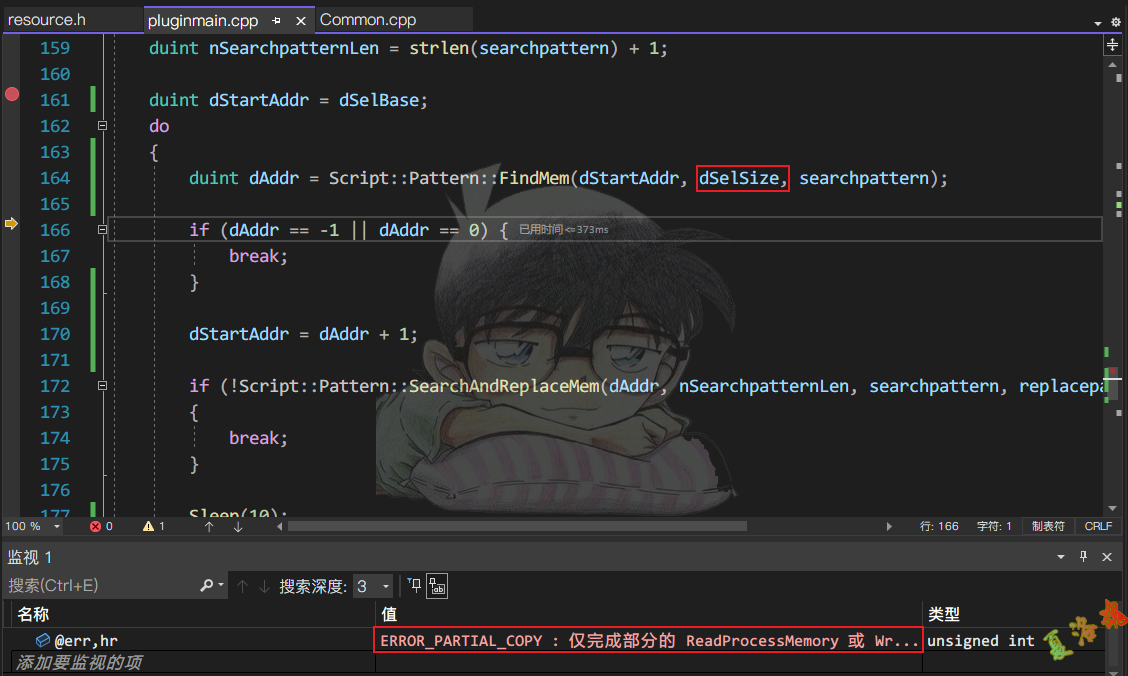 resource.h pluginmain.cpp Common.cpp
159 duint nSearchpatternLen = strlen(searchpattern) + 1;
160
161 duint dStartAddr = dSelBase;
162 do
163 {
164 duint dAddr = Script::Pattern::FindMem(dStartAddr, dSelSize, searchpattern);
165
166 if (dAddr == -1 || dAddr == 0) { 已用时间<=373ms
167 break;
168 }
169
170 dStartAddr = dAddr + 1;
171
172 if (!Script::Pattern::SearchAndReplaceMem(dAddr, nSearchpatternLen, searchpattern, replacepa
173 {
174 break;
175 }
176
177 Sleep(10);
100 % 0 1 行: 166 字符: 1 制表符 CRLF
监视 1
搜索(Ctrl+E) 搜索深度: 3
名称 值 类型
@err,hr ERROR_PARTIAL_COPY : 仅完成部分的 ReadProcessMemory 或 Wr... unsigned int
添加要监视的项
夏洛